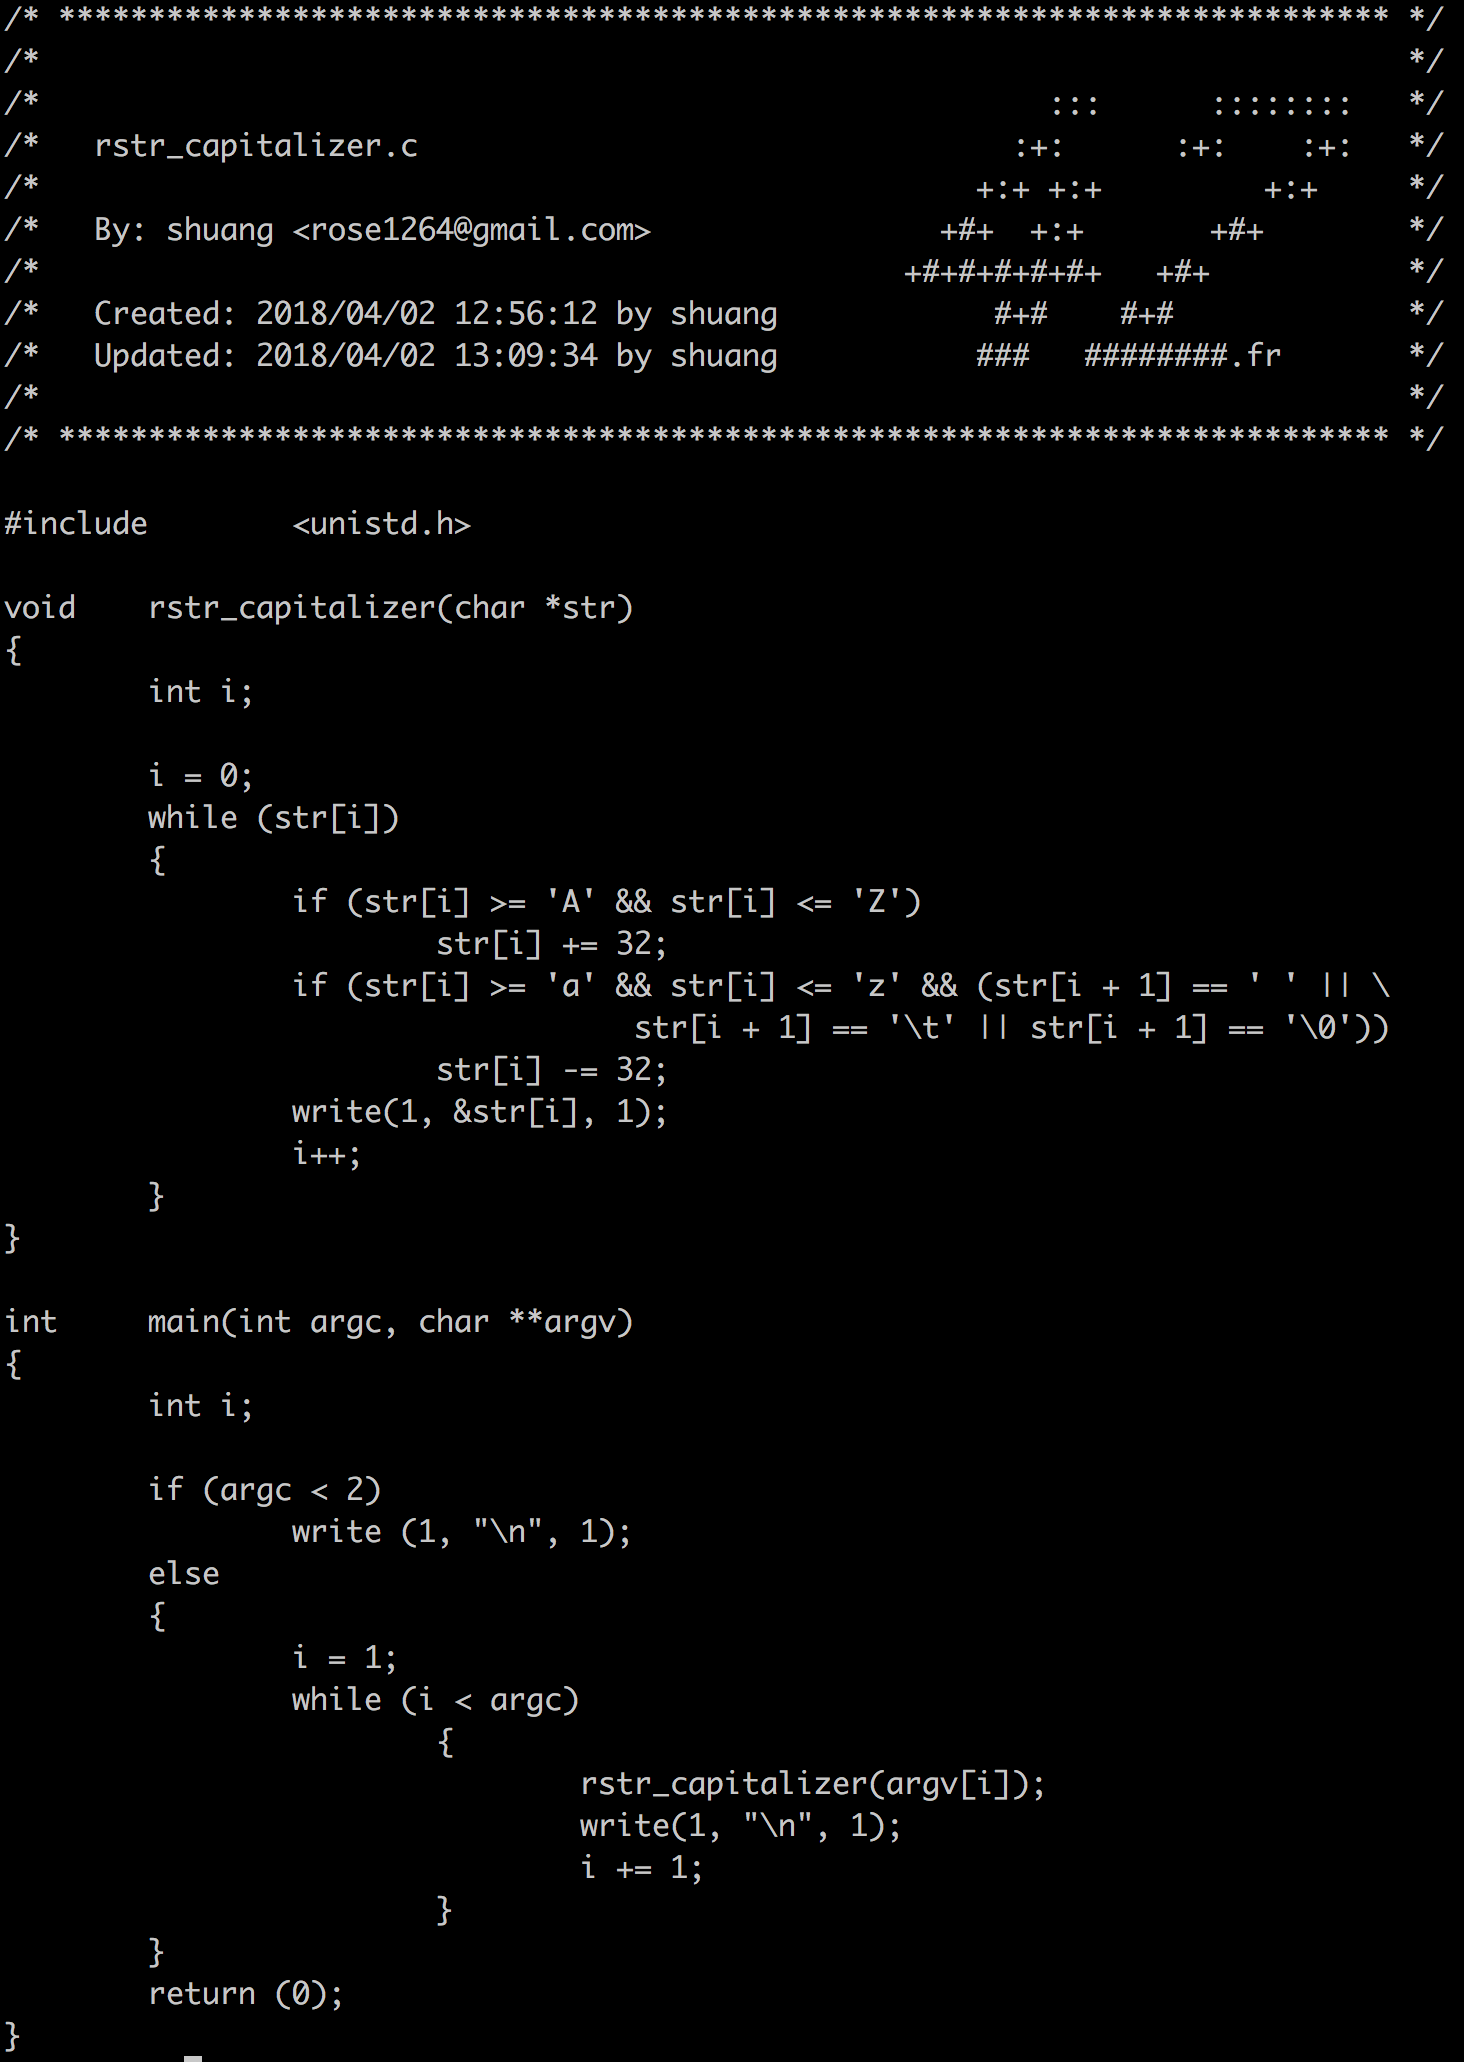 /* ************************************************************************** */
/*                                                                            */
/*                                                        :::      ::::::::   */
/*   rstr_capitalizer.c                                 :+:      :+:    :+:   */
/*                                                    +:+ +:+         +:+     */
/*   By: shuang <rose1264@gmail.com>                +#+  +:+       +#+        */
/*                                                +#+#+#+#+#+   +#+           */
/*   Created: 2018/04/02 12:56:12 by shuang            #+#    #+#             */
/*   Updated: 2018/04/02 13:09:34 by shuang           ###   ########.fr       */
/*                                                                            */
/* ************************************************************************** */

#include        <unistd.h>

void    rstr_capitalizer(char *str)
{
        int i;

        i = 0;
        while (str[i])
        {
                if (str[i] >= 'A' && str[i] <= 'Z')
                        str[i] += 32;
                if (str[i] >= 'a' && str[i] <= 'z' && (str[i + 1] == ' ' || \
                                   str[i + 1] == '\t' || str[i + 1] == '\0'))
                        str[i] -= 32;
                write(1, &str[i], 1);
                i++;
        }
}

int     main(int argc, char **argv)
{
        int i;

        if (argc < 2)
                write (1, "\n", 1);
        else
        {
                i = 1;
                while (i < argc)
                        {
                                rstr_capitalizer(argv[i]);
                                write(1, "\n", 1);
                                i += 1;
                        }
        }
        return (0);
}